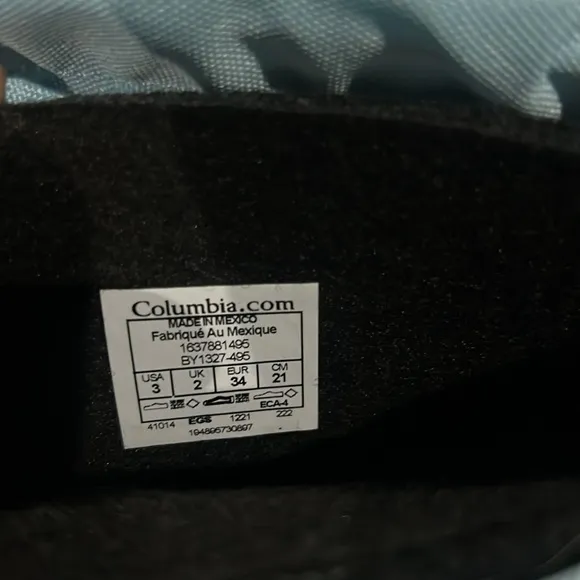 Columbia.com
MADE IN MEXICO
Fabriqué Au Mexique
1637881495
BY1327-495
USA UK EUR CM
3 2 34 21
ECA-4
41014 EGS 1221 222
194895730897